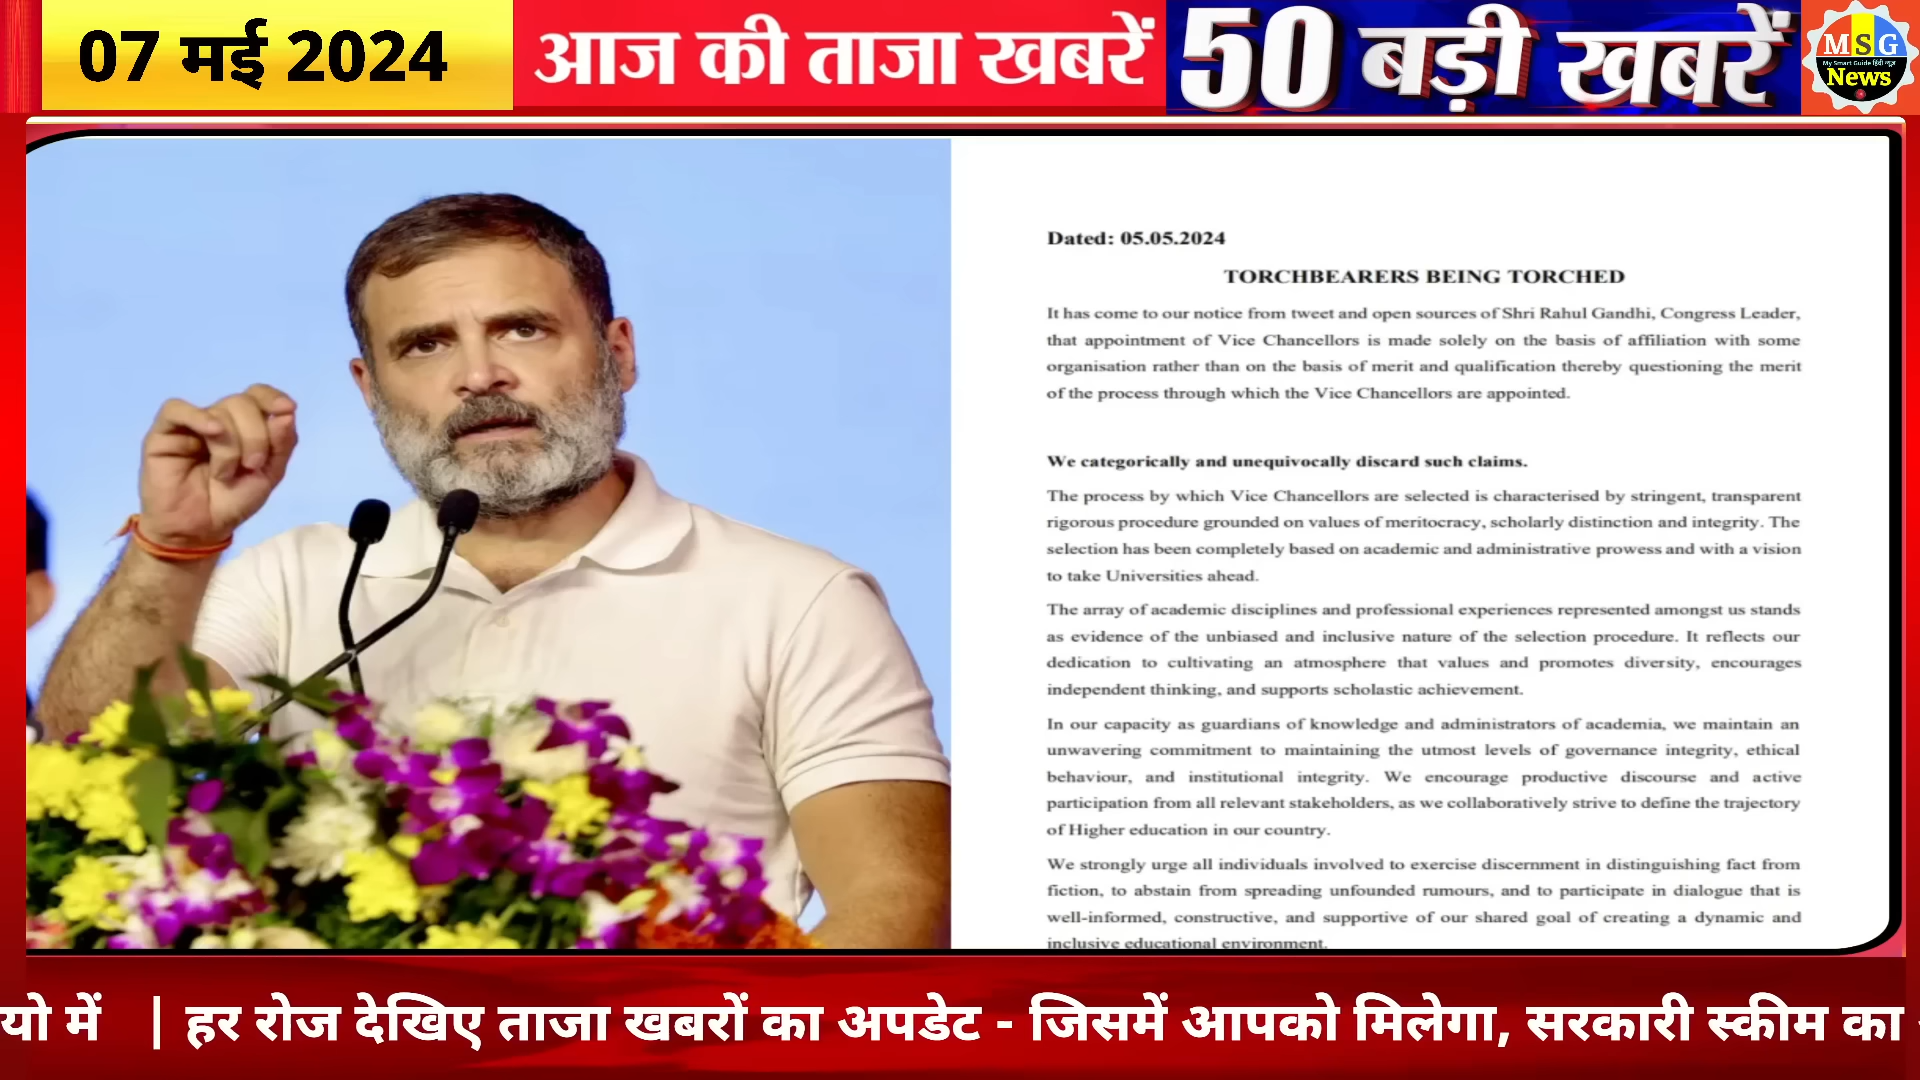 07 मई 2024
आज की ताजा खबरें
50 बड़ी खबरें
MSG
My Smart Guide हिंदी न्यूज़
News
Dated: 05.05.2024
TORCHBEARERS BEING TORCHED
It has come to our notice from tweet and open sources of Shri Rahul Gandhi, Congress Leader,
that appointment of Vice Chancellors is made solely on the basis of affiliation with some
organisation rather than on the basis of merit and qualification thereby questioning the merit
of the process through which the Vice Chancellors are appointed.
We categorically and unequivocally discard such claims.
The process by which Vice Chancellors are selected is characterised by stringent, transparent
rigorous procedure grounded on values of meritocracy, scholarly distinction and integrity. The
selection has been completely based on academic and administrative prowess and with a vision
to take Universities ahead.
The array of academic disciplines and professional experiences represented amongst us stands
as evidence of the unbiased and inclusive nature of the selection procedure. It reflects our
dedication to cultivating an atmosphere that values and promotes diversity, encourages
independent thinking, and supports scholastic achievement.
In our capacity as guardians of knowledge and administrators of academia, we maintain an
unwavering commitment to maintaining the utmost levels of governance integrity, ethical
behaviour, and institutional integrity. We encourage productive discourse and active
participation from all relevant stakeholders, as we collaboratively strive to define the trajectory
of Higher education in our country.
We strongly urge all individuals involved to exercise discernment in distinguishing fact from
fiction, to abstain from spreading unfounded rumours, and to participate in dialogue that is
well-informed, constructive, and supportive of our shared goal of creating a dynamic and
inclusive educational environment.
यो में | हर रोज देखिए ताजा खबरों का अपडेट - जिसमें आपको मिलेगा, सरकारी स्कीम का